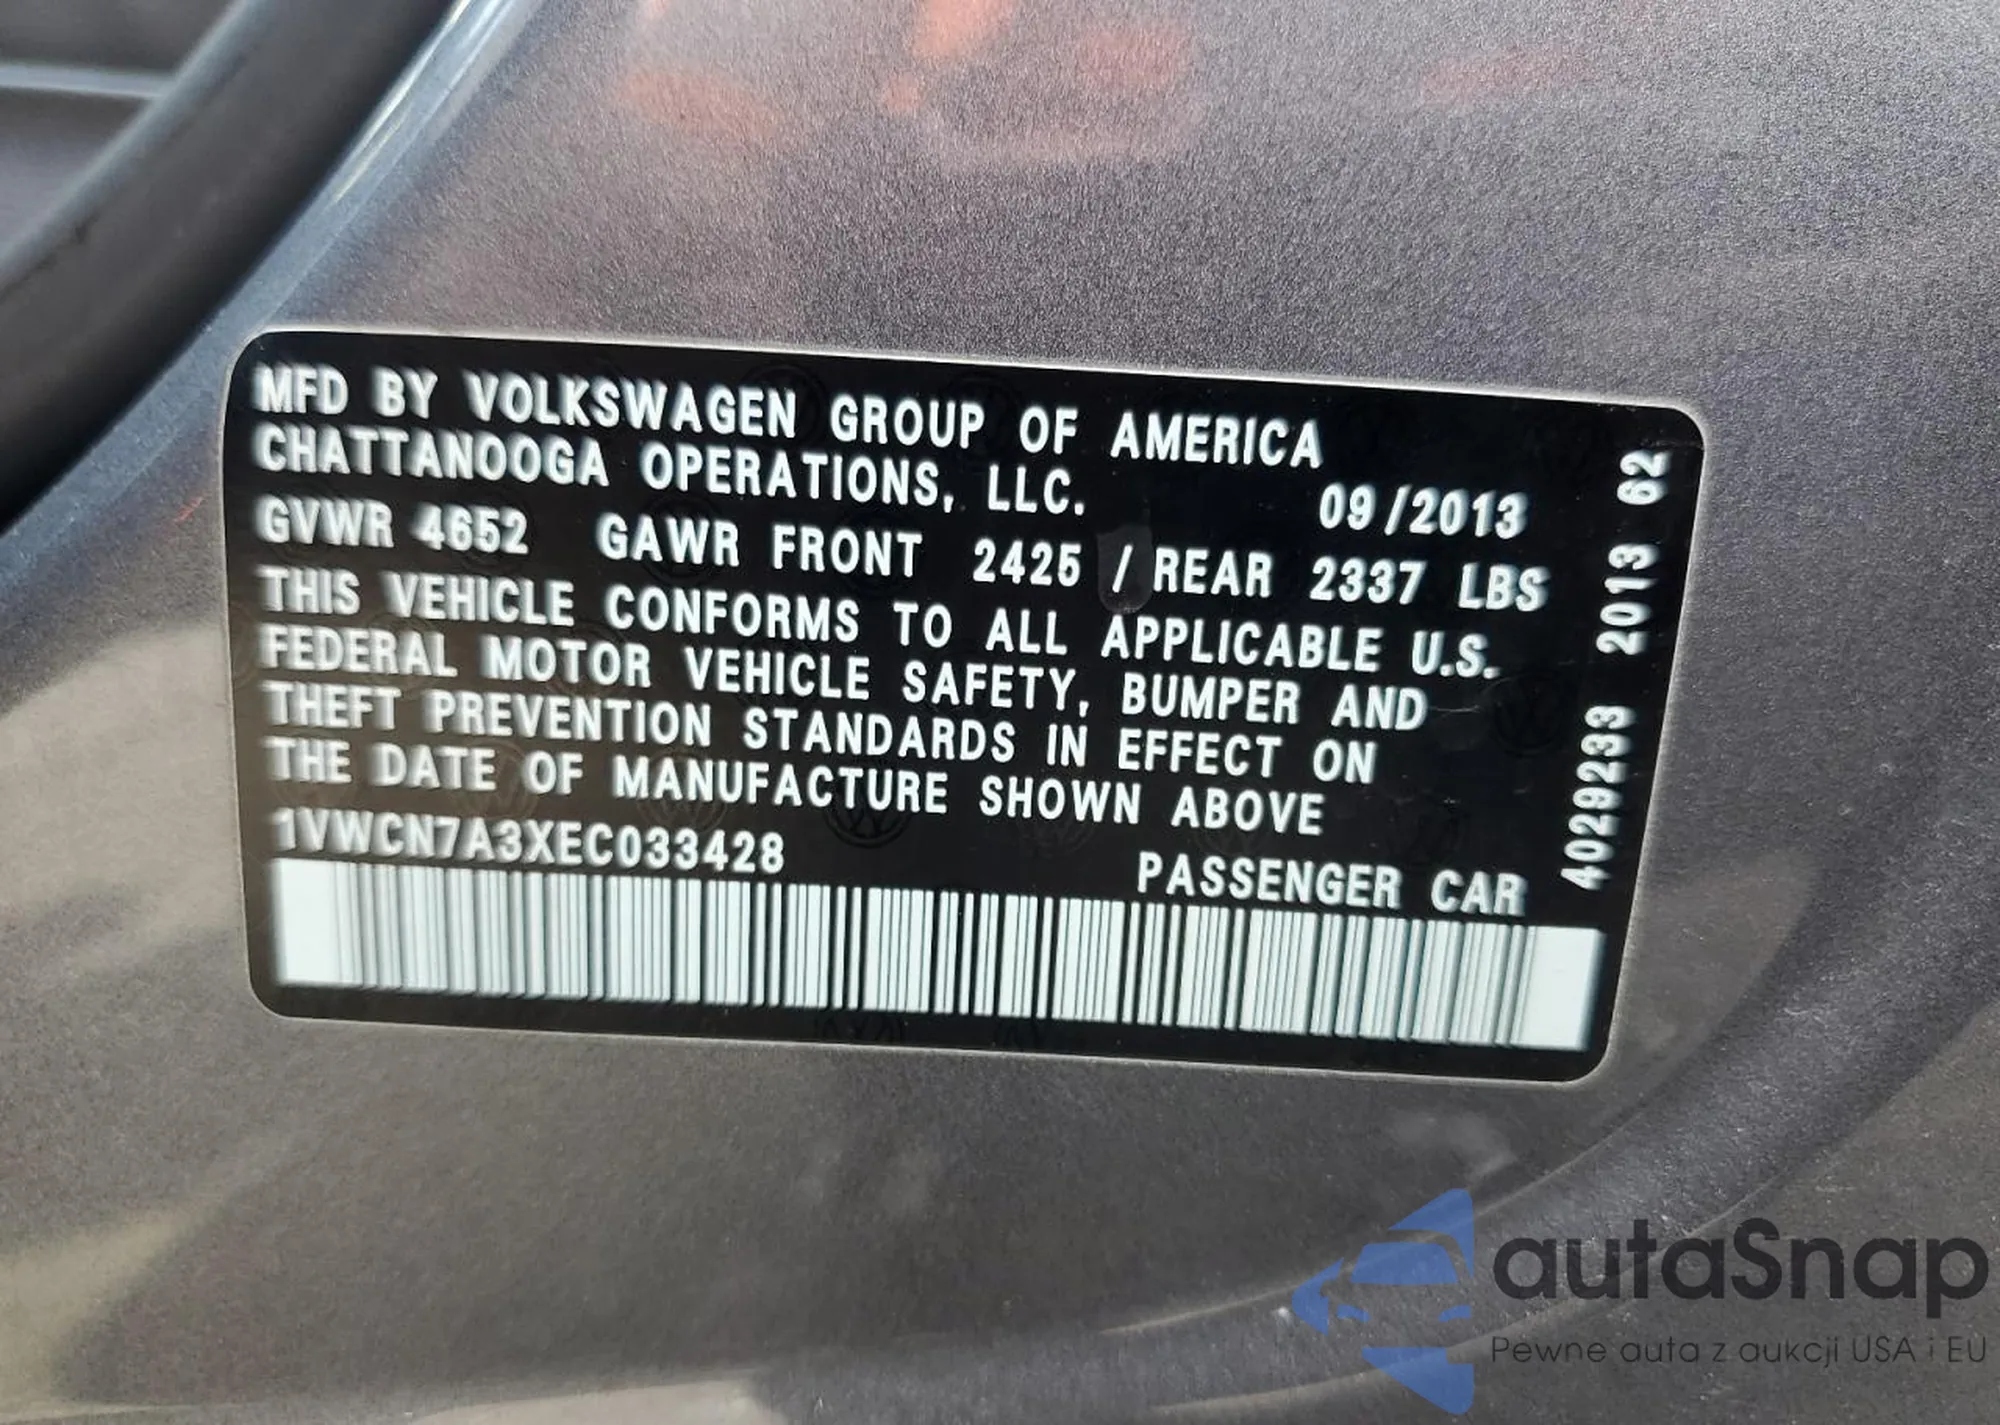 MFD BY VOLKSWAGEN GROUP OF AMERICA
CHATTANOOGA OPERATIONS, LLC.
09/2013
GVWR 4652 GAWR FRONT 2425 / REAR 2337 LBS
THIS VEHICLE CONFORMS TO ALL APPLICABLE U.S.
FEDERAL MOTOR VEHICLE SAFETY, BUMPER AND
THEFT PREVENTION STANDARDS IN EFFECT ON
THE DATE OF MANUFACTURE SHOWN ABOVE
1VWCN7A3XEC033428
PASSENGER CAR
4029233 2013 62
autaSnap
Pewne auta z aukcji USA i EU